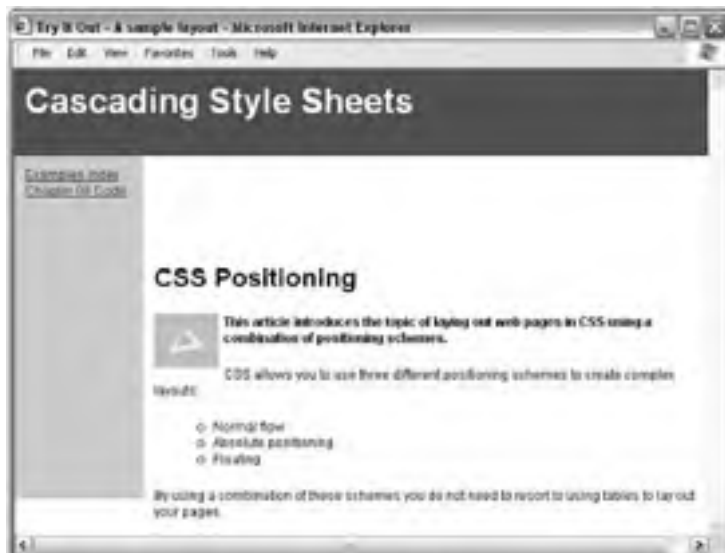 Try It Out - A sample layout - Microsoft Internet Explorer
File Edit View Favorites Tools Help
Cascading Style Sheets
Examples index
Chapter 08 Code
CSS Positioning
This article introduces the topic of laying out web pages in CSS using a
combination of positioning schemes.
CSS allows you to use three different positioning schemes to create complex
layouts:
Normal flow
Absolute positioning
Floating
By using a combination of these schemes you do not need to resort to using tables to lay out
your pages.